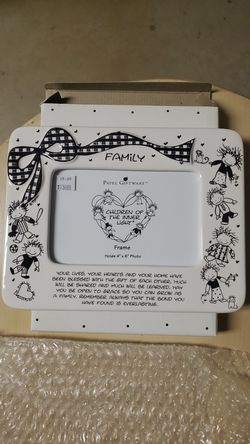 FAMILY
PAPEL GIFTWARE™
CHILDREN
OF THE INNER
LIGHT™
Frame
Holds 4" x 6" Photo
YOUR LIVES, YOUR HEARTS AND YOUR HOME HAVE
BEEN BLESSED WITH THE GIFT OF EACH OTHER. MUCH
WILL BE SHARED AND MUCH WILL BE LEARNED. MAY
YOU BE OPEN TO GRACE SO YOU CAN GROW AS
A FAMILY. REMEMBER ALWAYS THAT THE BOND YOU
HAVE FOUND IS EVERLASTING.